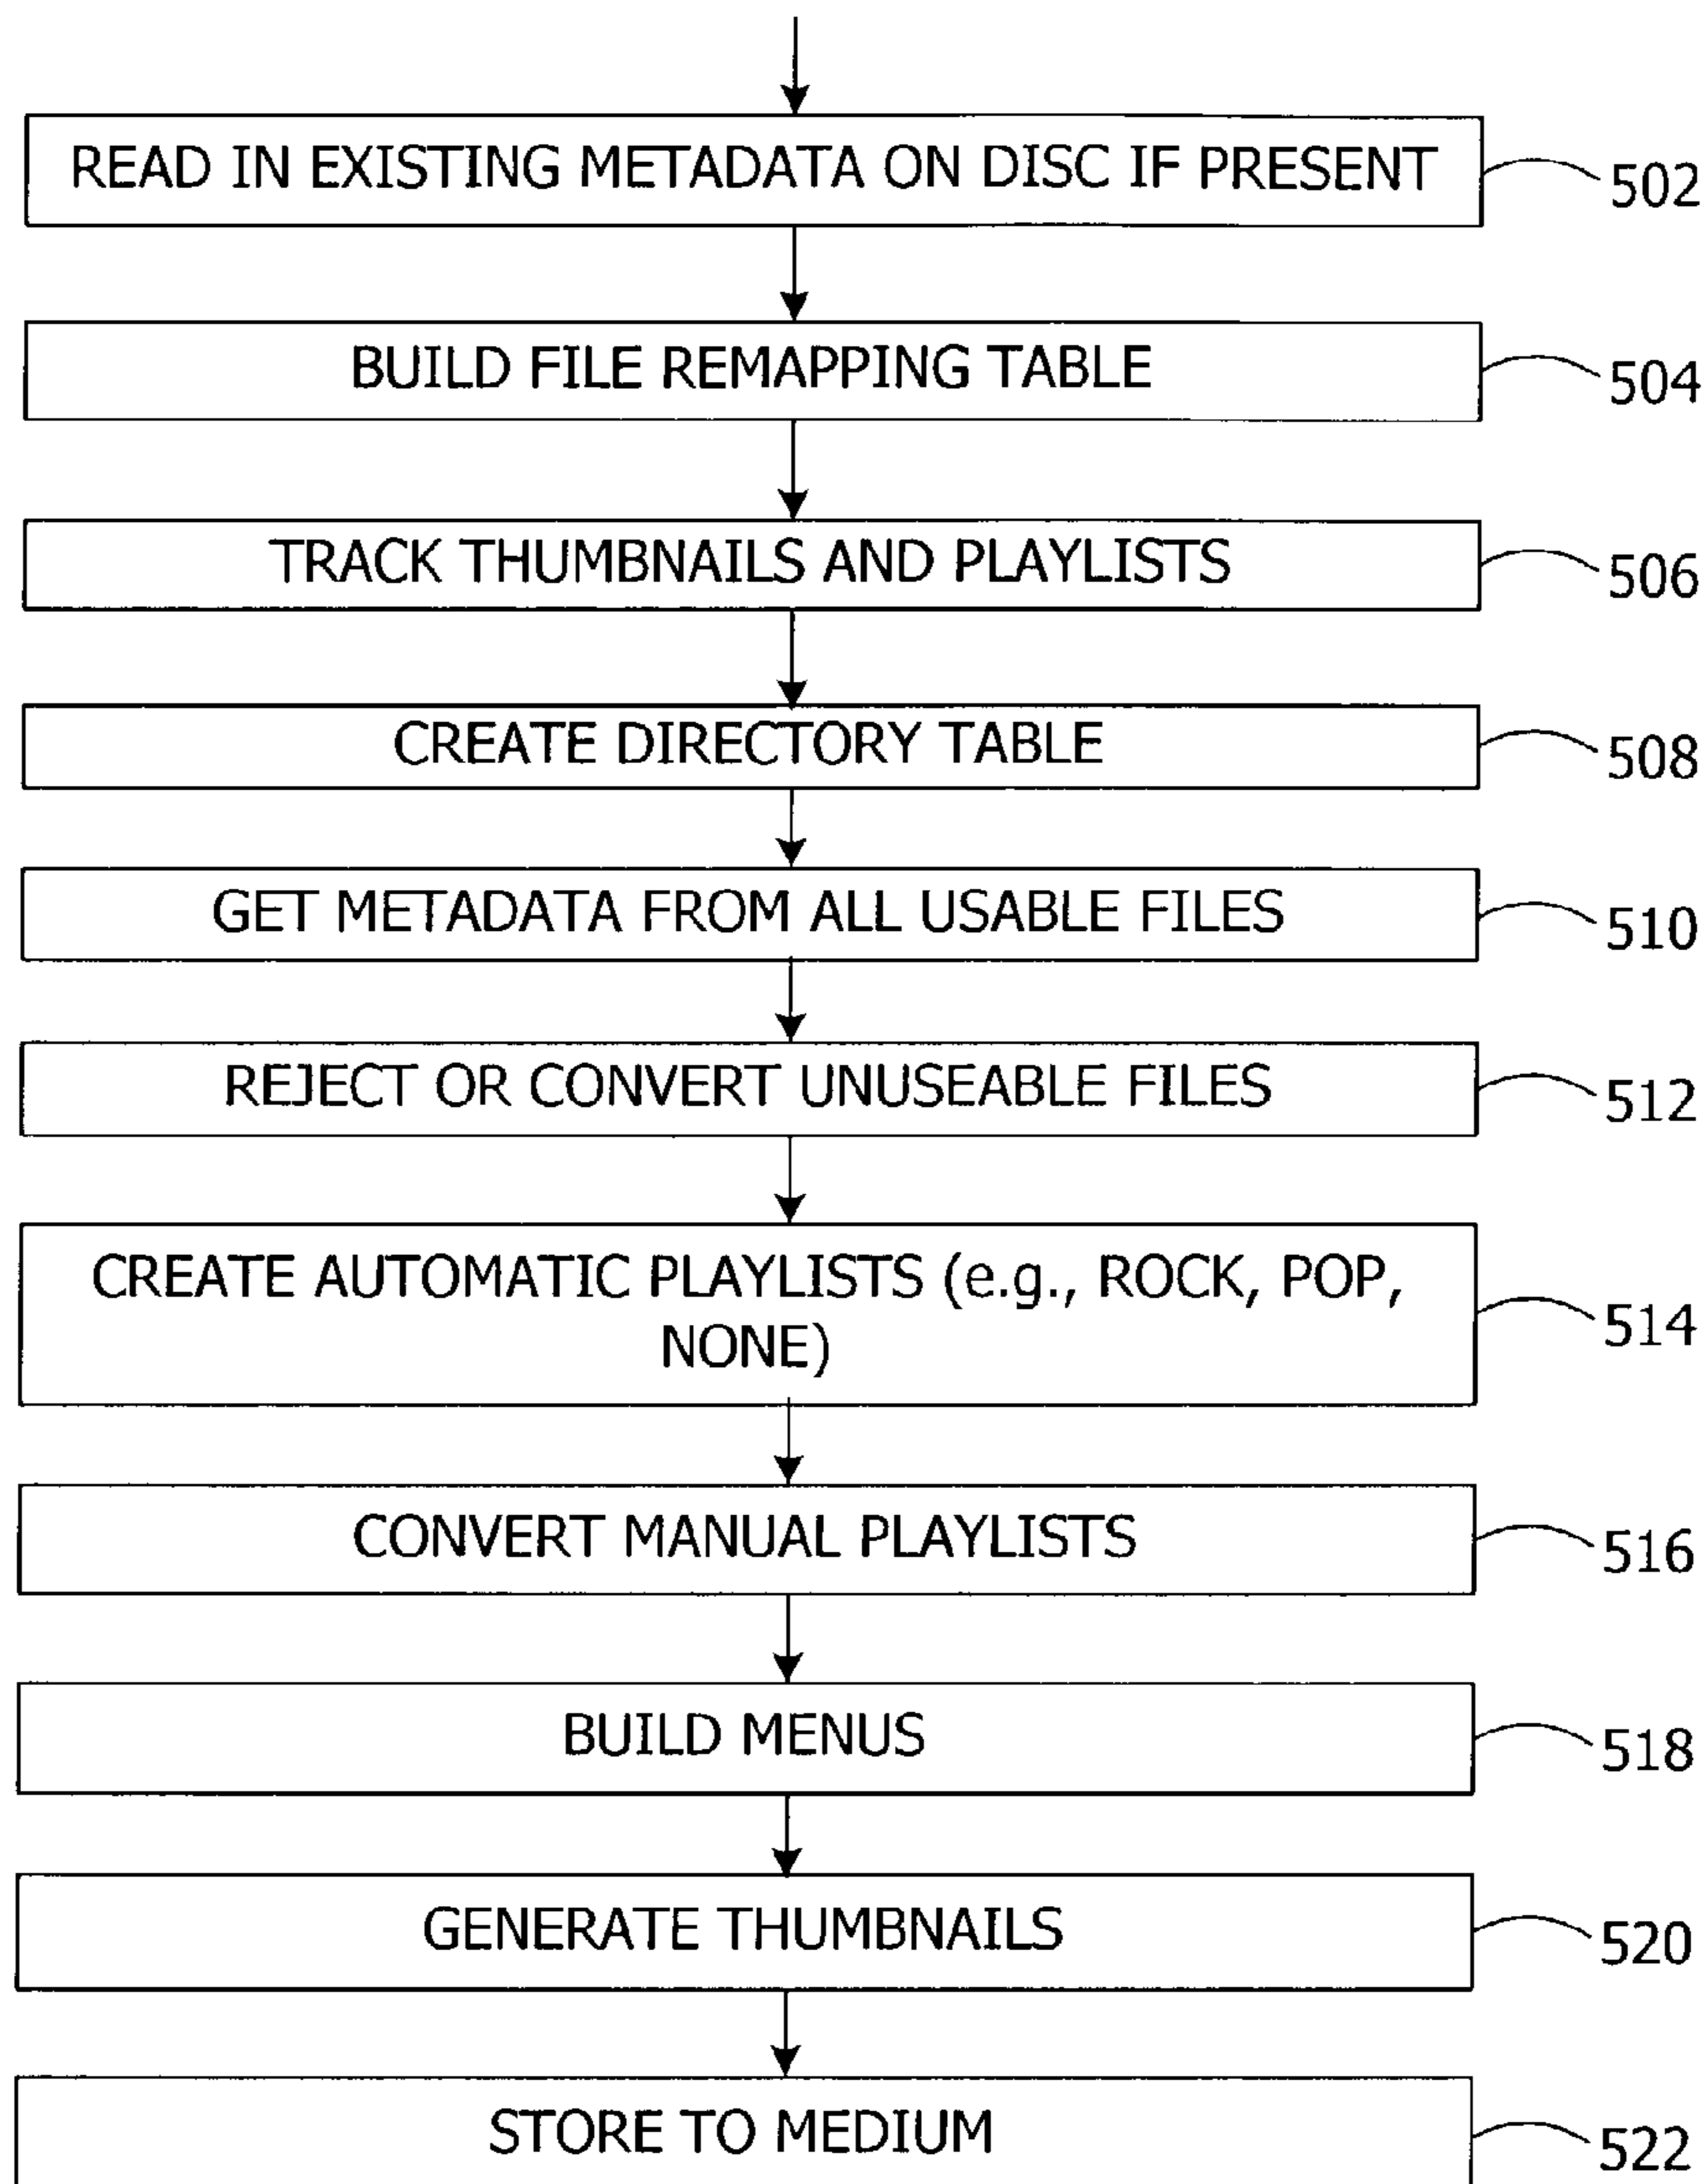 READ IN EXISTING METADATA ON DISC IF PRESENT
502
BUILD FILE REMAPPING TABLE
504
TRACK THUMBNAILS AND PLAYLISTS
506
CREATE DIRECTORY TABLE
508
GET METADATA FROM ALL USABLE FILES
510
REJECT OR CONVERT UNUSEABLE FILES
512
CREATE AUTOMATIC PLAYLISTS (e.g., ROCK, POP,
NONE)
514
CONVERT MANUAL PLAYLISTS
516
BUILD MENUS
518
GENERATE THUMBNAILS
520
STORE TO MEDIUM
522